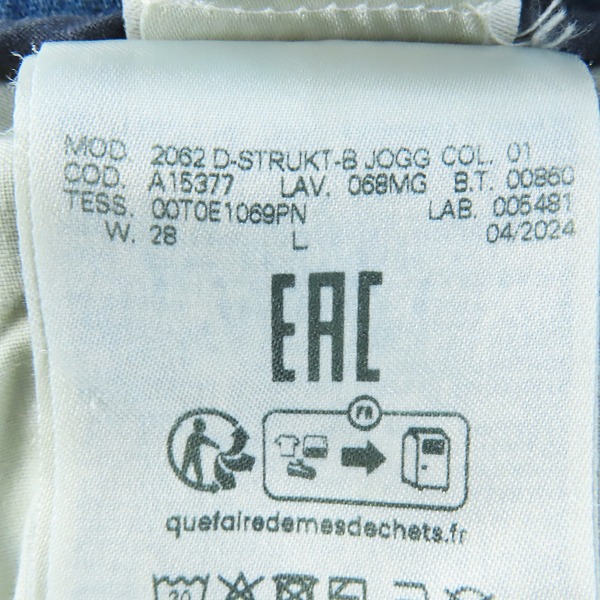 MOD. 2062 D-STRUKT-B JOGG COL. 01
COD. A15377 LAV. 068MG B.T. 00860
TESS. 00T0E1069PN LAB. 005481
W. 28 L 04/2024
EAC
FR
quefairedemesdechets.fr